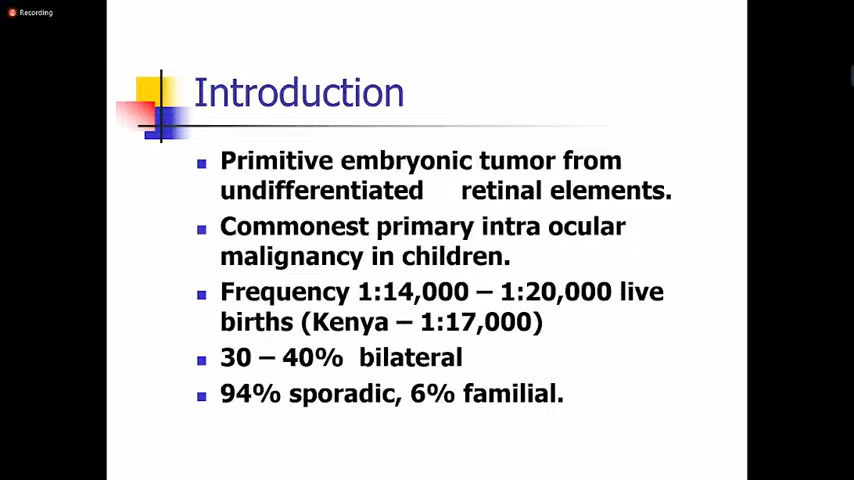 Recording
Introduction
Primitive embryonic tumor from
undifferentiated retinal elements.
Commonest primary intra ocular
malignancy in children.
Frequency 1:14,000 – 1:20,000 live
births (Kenya – 1:17,000)
30 – 40% bilateral
94% sporadic, 6% familial.